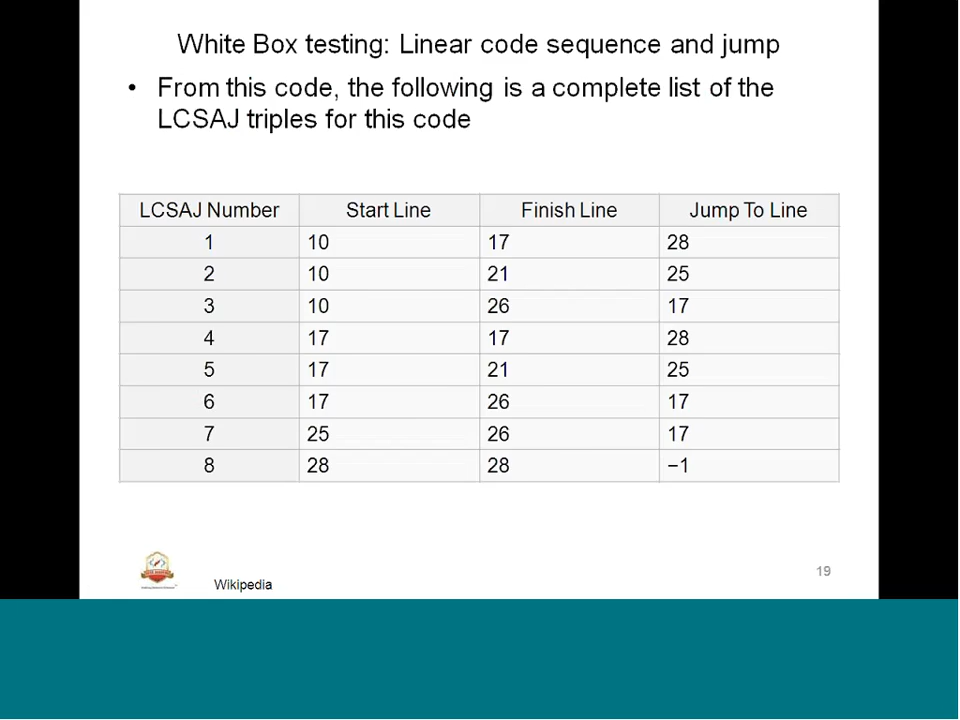 White Box testing: Linear code sequence and jump
• From this code, the following is a complete list of the
LCSAJ triples for this code
LCSAJ Number Start Line Finish Line Jump To Line
1 10 17 28
2 10 21 25
3 10 26 17
4 17 17 28
5 17 21 25
6 17 26 17
7 25 26 17
8 28 28 −1
Wikipedia
19